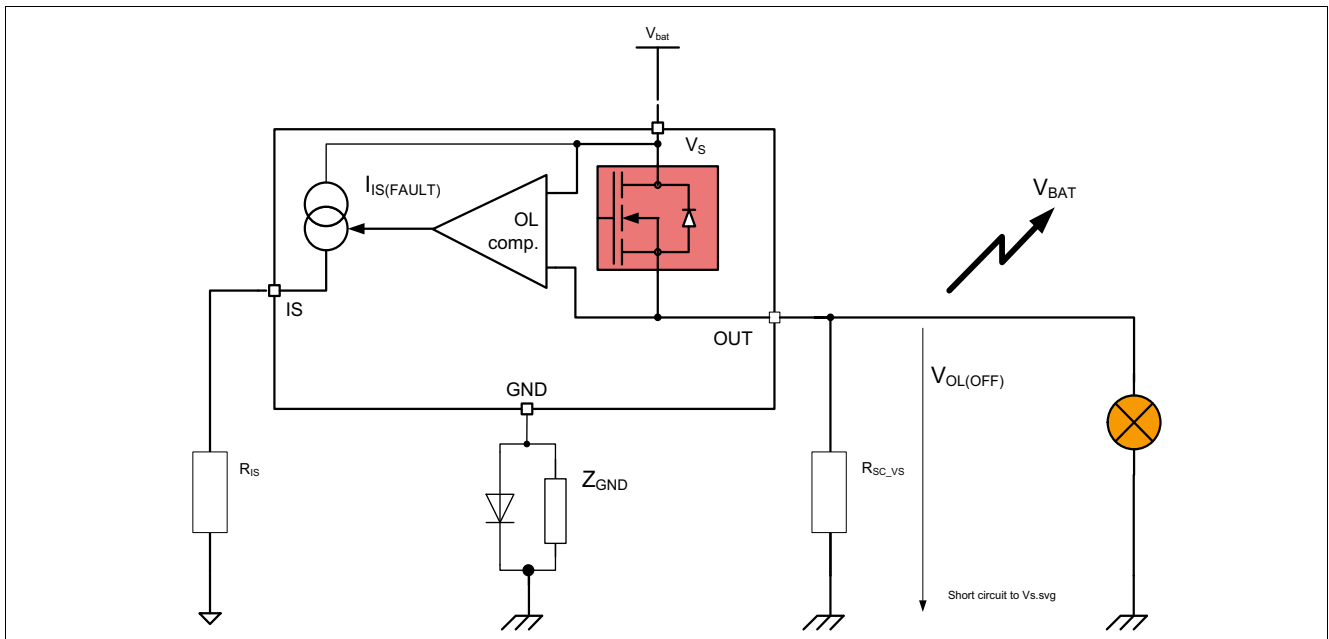 Vbat
VS
IIS(FAULT)
OL
comp.
VBAT
IS
OUT
VOL(OFF)
GND
RIS
ZGND
RSC_VS
Short circuit to Vs.svg